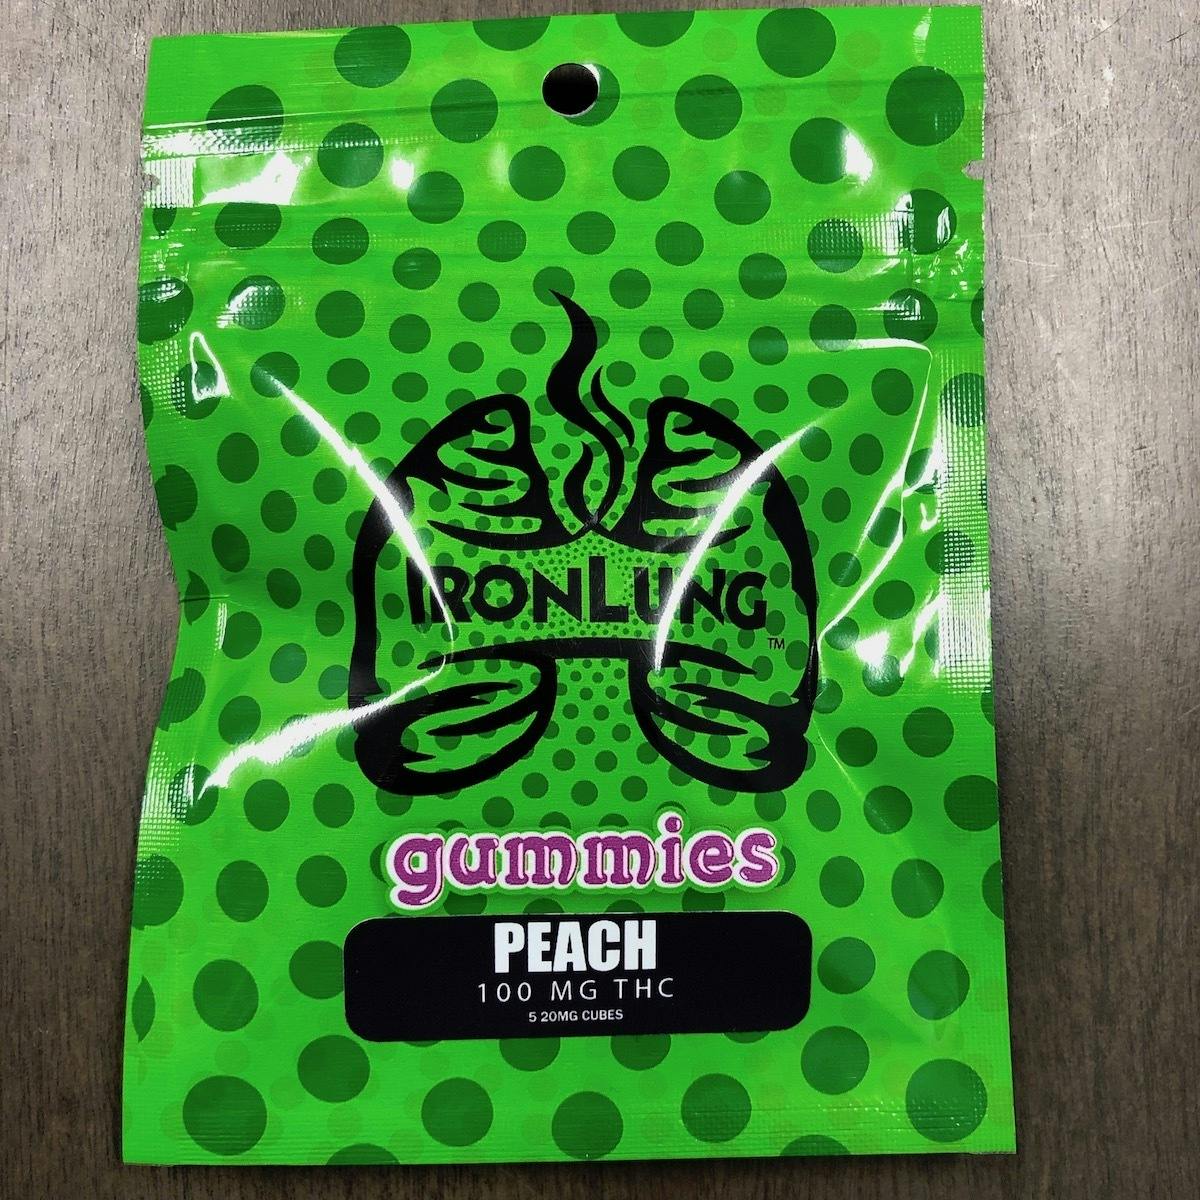 IRONLUNG
TM
gummies
PEACH
100 MG THC
5 20MG CUBES